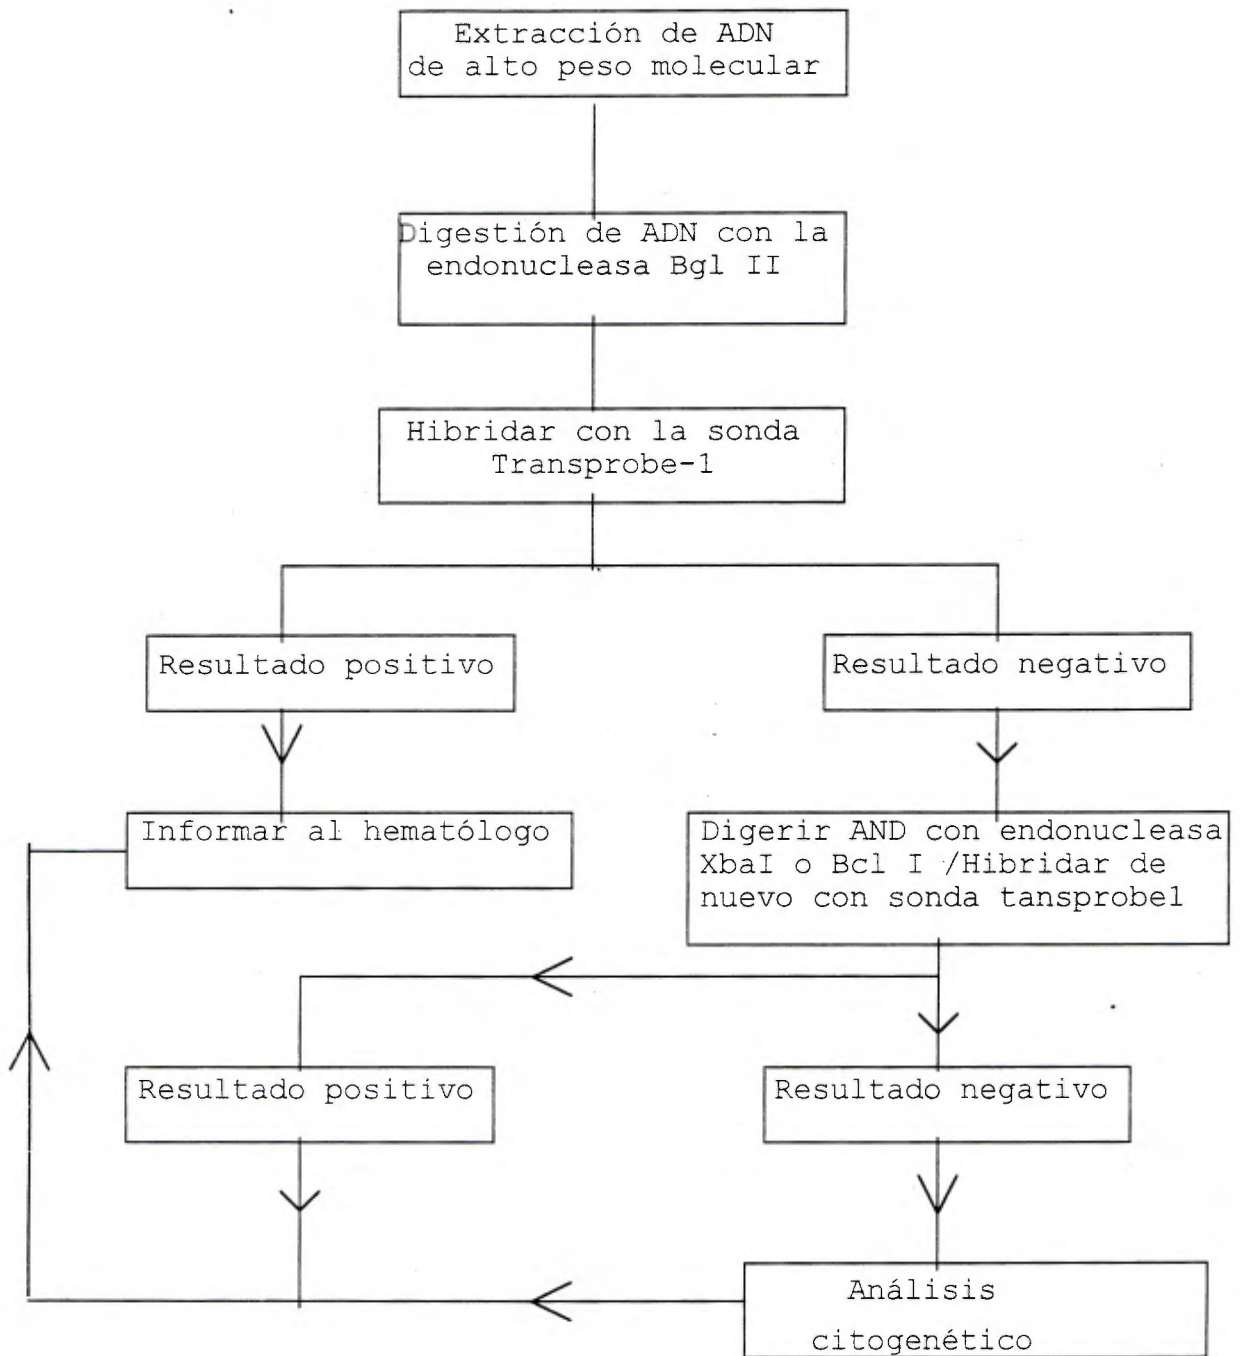 Extracción de ADN
de alto peso molecular
Digestión de ADN con la
endonucleasa Bgl II
Hibridar con la sonda
Transprobe-1
Resultado positivo
Resultado negativo
Informar al hematólogo
Digerir AND con endonucleasa
XbaI o Bcl I /Hibridar de
nuevo con sonda tansprobe1
Resultado positivo
Resultado negativo
Análisis
citogenético